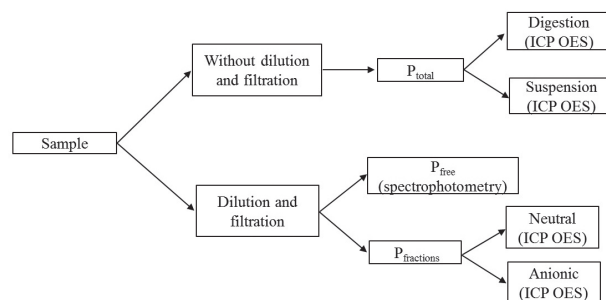 Digestion
(ICP OES)
Without dilution
and filtration
P_total
Suspension
(ICP OES)
Sample
P_free
(spectrophotometry)
Dilution and
filtration
Neutral
(ICP OES)
P_fractions
Anionic
(ICP OES)